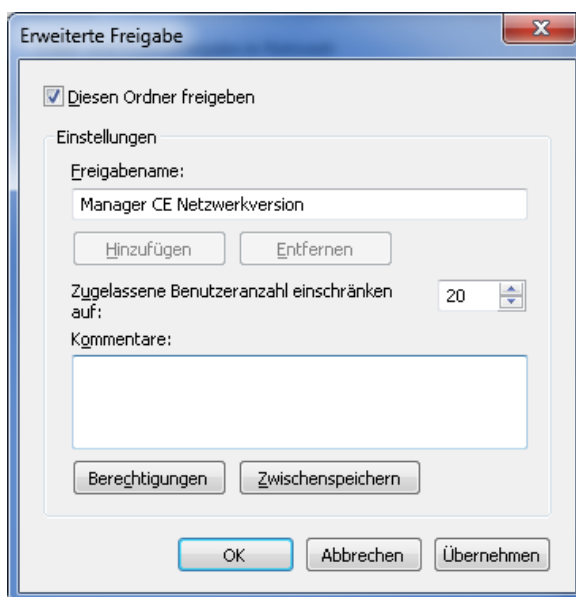 Erweiterte Freigabe
Diesen Ordner freigeben
Einstellungen
Freigabename:
Manager CE Netzwerkversion
Hinzufügen Entfernen
Zugelassene Benutzeranzahl einschränken 20
auf:
Kommentare:
Berechtigungen Zwischenspeichern
OK Abbrechen Übernehmen